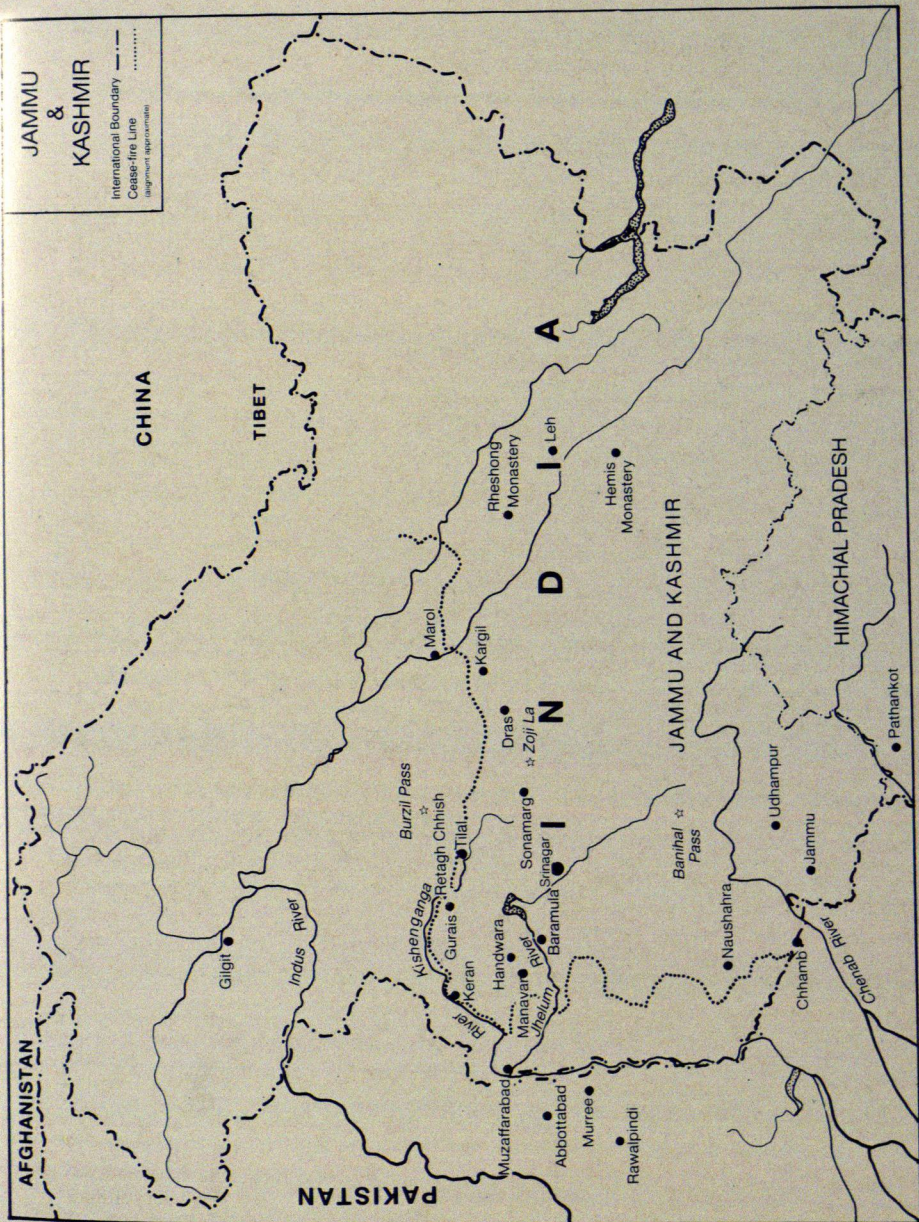 JAMMU
&
KASHMIR
International Boundary
Cease-fire Line
(alignment approximate)
AFGHANISTAN
CHINA
TIBET
PAKISTAN
INDIA
Gilgit
Indus River
Burzil Pass
Kishenganga
River
Retagh Chhish
Tilal
Gurais
Keran
Marol
Kargil
Dras
Zoji La
Rheshong
Monastery
Leh
Hemis
Monastery
Handwara
Manayar
Sonamarg
Srinagar
Baramula
Jhelum River
Muzaffarabad
Abbottabad
Murree
Rawalpindi
JAMMU AND KASHMIR
Banihal
Pass
Naushahra
Udhampur
Jammu
Chhamb
Chenab River
HIMACHAL PRADESH
Pathankot